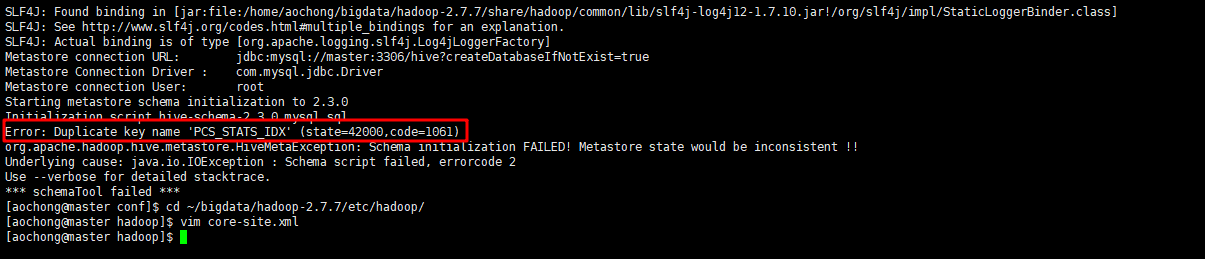 SLF4J: Found binding in [jar:file:/home/aochong/bigdata/hadoop-2.7.7/share/hadoop/common/lib/slf4j-log4j12-1.7.10.jar!/org/slf4j/impl/StaticLoggerBinder.class]
SLF4J: See http://www.slf4j.org/codes.html#multiple_bindings for an explanation.
SLF4J: Actual binding is of type [org.apache.logging.slf4j.Log4jLoggerFactory]
Metastore connection URL:        jdbc:mysql://master:3306/hive?createDatabaseIfNotExist=true
Metastore Connection Driver :    com.mysql.jdbc.Driver
Metastore connection User:       root
Starting metastore schema initialization to 2.3.0
Initialization script hive-schema-2.3.0.mysql.sql
Error: Duplicate key name 'PCS_STATS_IDX' (state=42000,code=1061)
org.apache.hadoop.hive.metastore.HiveMetaException: Schema initialization FAILED! Metastore state would be inconsistent !!
Underlying cause: java.io.IOException : Schema script failed, errorcode 2
Use --verbose for detailed stacktrace.
*** schemaTool failed ***
[aochong@master conf]$ cd ~/bigdata/hadoop-2.7.7/etc/hadoop/
[aochong@master hadoop]$ vim core-site.xml
[aochong@master hadoop]$